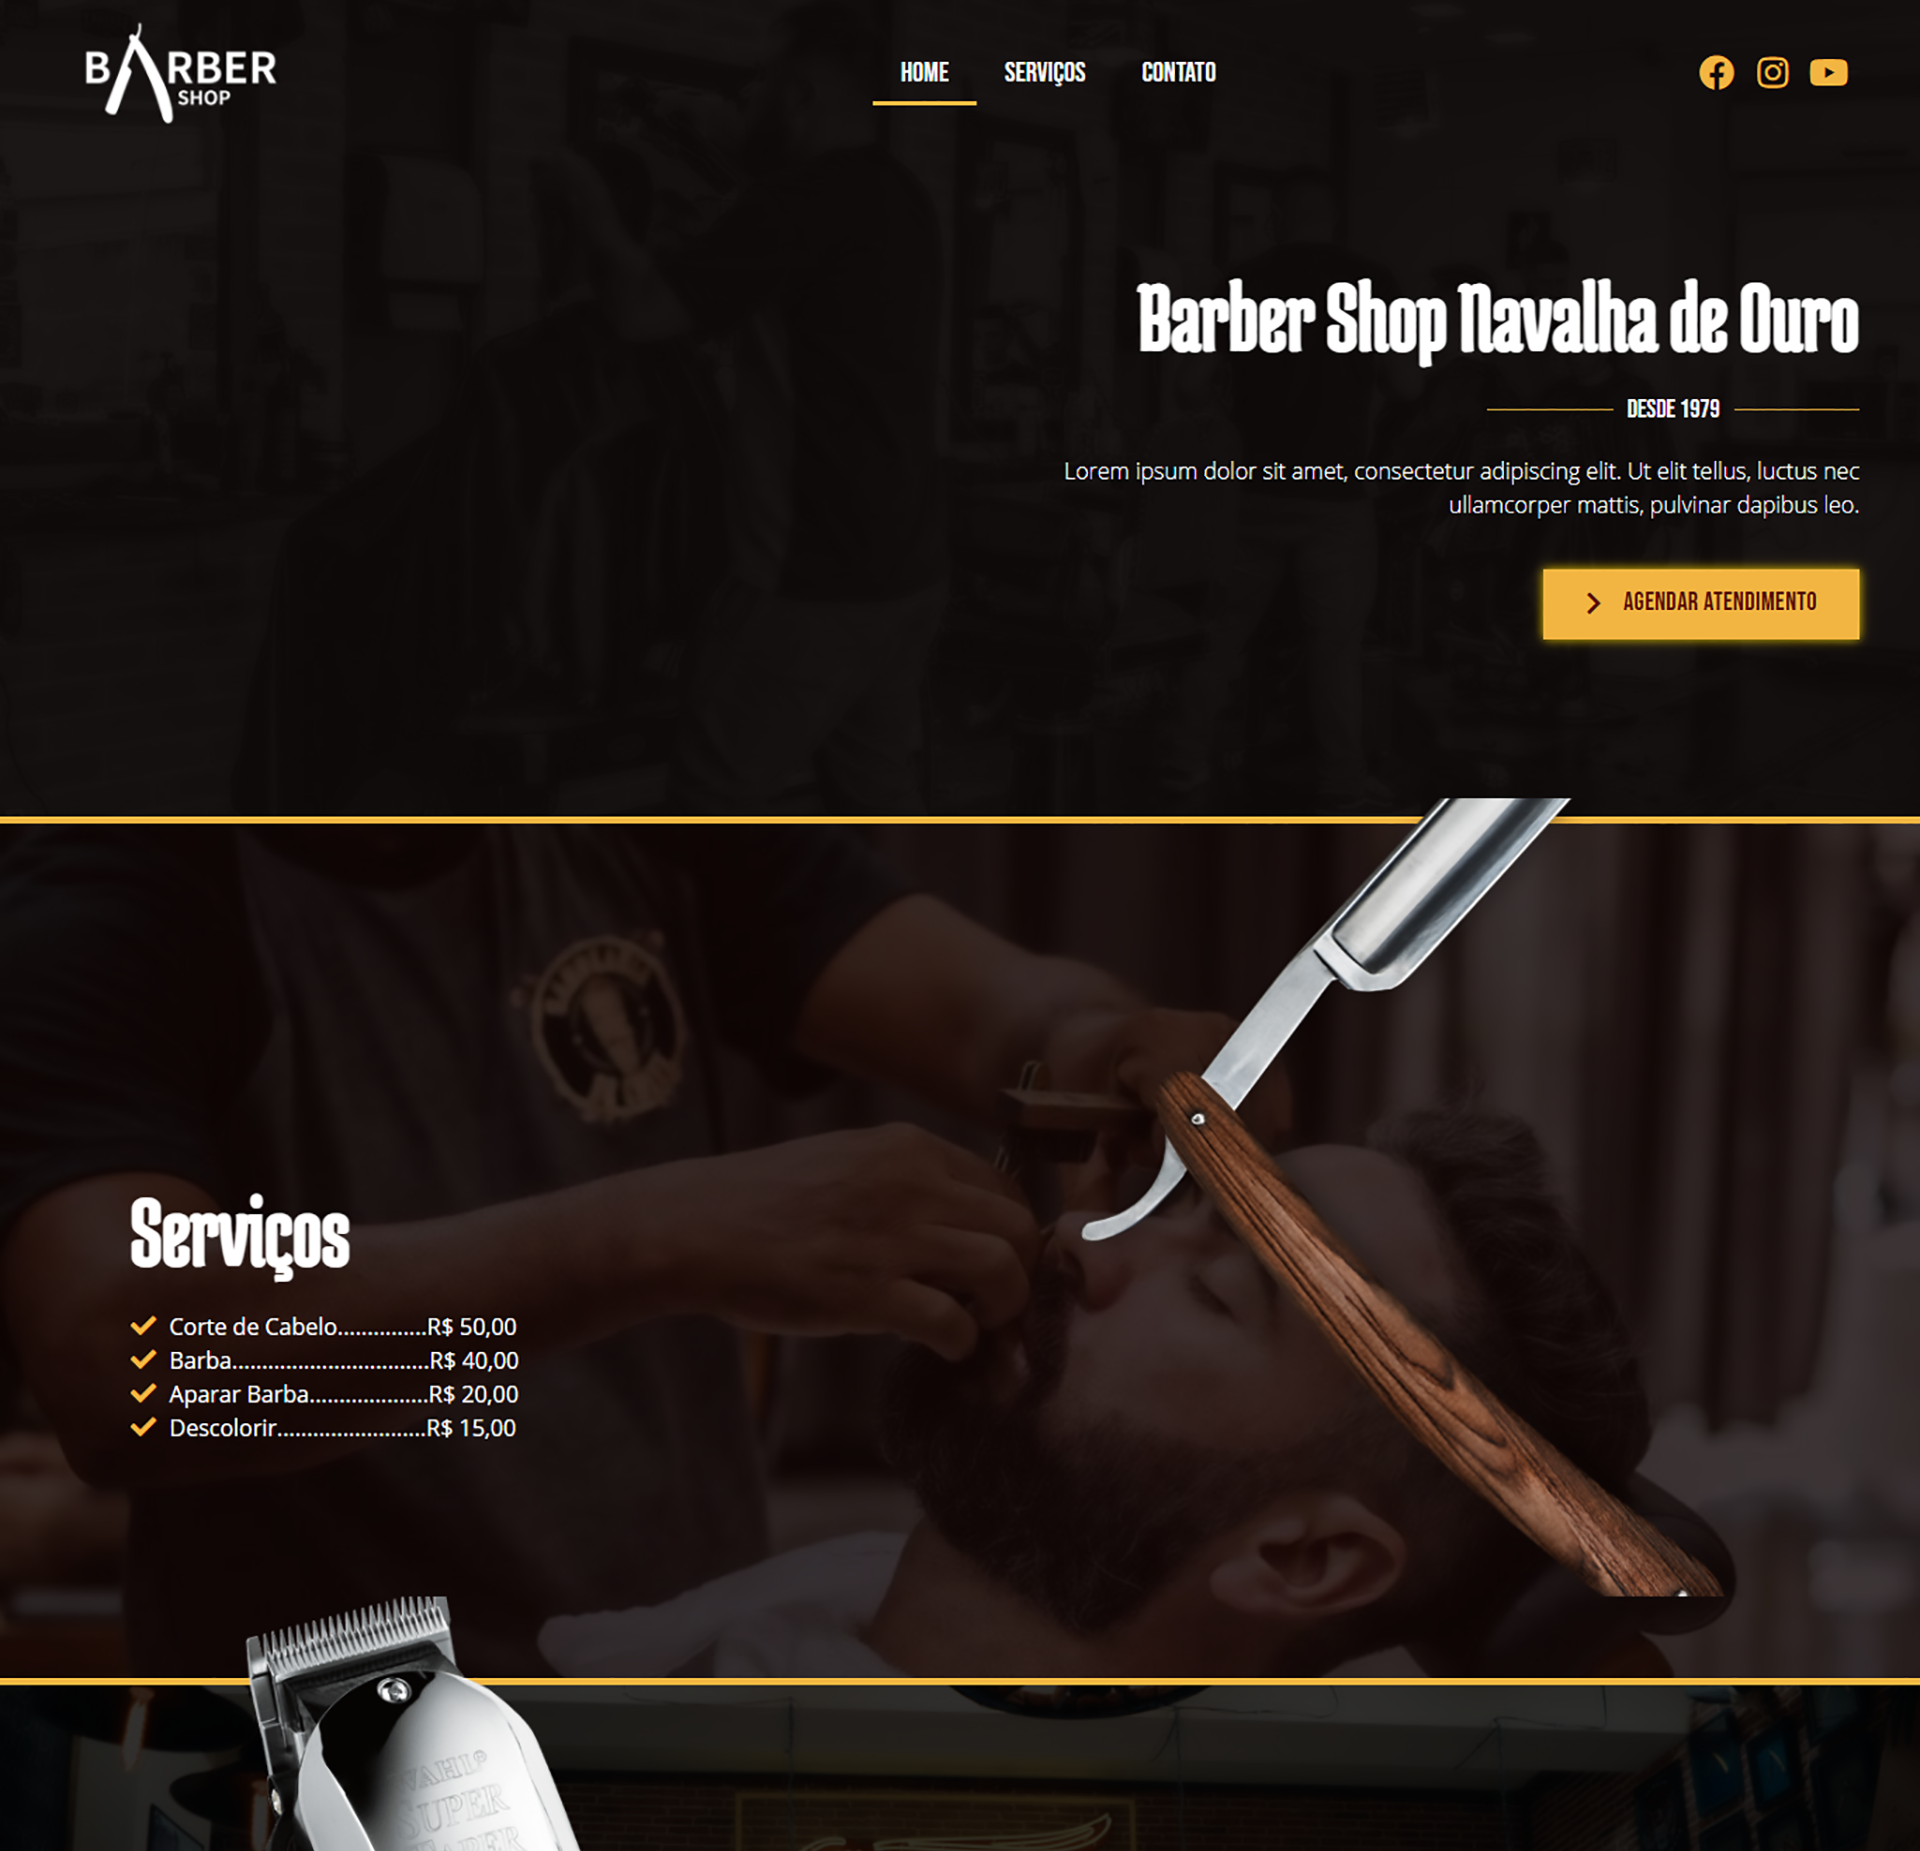 BARBER
SHOP
HOME SERVIÇOS CONTATO
Barber Shop Navalha de Ouro
DESDE 1979
Lorem ipsum dolor sit amet, consectetur adipiscing elit. Ut elit tellus, luctus nec
ullamcorper mattis, pulvinar dapibus leo.
AGENDAR ATENDIMENTO
Serviços
Corte de Cabelo...............R$ 50,00
Barba.................................R$ 40,00
Aparar Barba....................R$ 20,00
Descolorir.........................R$ 15,00
WAHL®
SUPER
TAPER